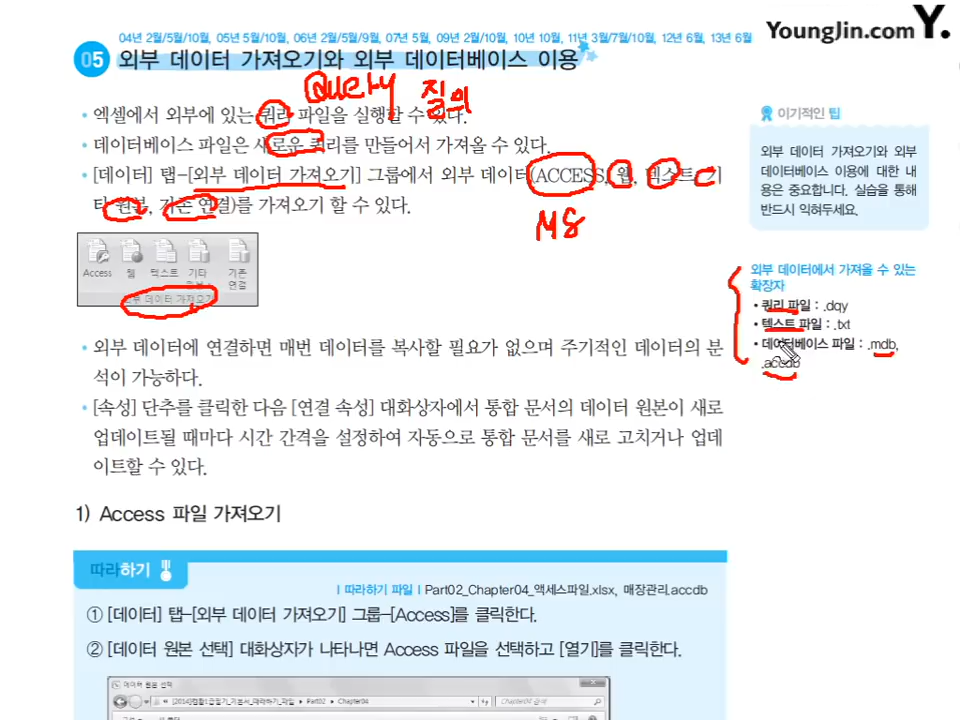 YoungJin.com Y.
04년 2월/5월/10월, 05년 5월/10월, 06년 2월/5월/9월, 07년 5월, 09년 2월/10월, 10년 10월, 11년 3월/7월/10월, 12년 6월, 13년 6월
05 외부 데이터 가져오기와 외부 데이터베이스 이용
Query 질의
• 엑셀에서 외부에 있는 쿼리 파일을 실행할 수 있다.
• 데이터베이스 파일은 새로운 쿼리를 만들어서 가져올 수 있다.
• [데이터] 탭-[외부 데이터 가져오기] 그룹에서 외부 데이터(ACCESS, 웹, 텍스트, 기
타 원본, 기존 연결)를 가져오기 할 수 있다.
MS
Access 웹 텍스트 기타 원본 기존 연결
외부 데이터 가져오기
• 외부 데이터에 연결하면 매번 데이터를 복사할 필요가 없으며 주기적인 데이터의 분
석이 가능하다.
• [속성] 단추를 클릭한 다음 [연결 속성] 대화상자에서 통합 문서의 데이터 원본이 새로
업데이트될 때마다 시간 간격을 설정하여 자동으로 통합 문서를 새로 고치거나 업데
이트할 수 있다.
이기적인 팁
외부 데이터 가져오기와 외부
데이터베이스 이용에 대한 내
용은 중요합니다. 실습을 통해
반드시 익혀두세요.
외부 데이터에서 가져올 수 있는
확장자
• 쿼리 파일 : .dqy
• 텍스트 파일 : .txt
• 데이터베이스 파일 : .mdb,
.accdb
1) Access 파일 가져오기
따라하기
| 따라하기 파일 | Part02_Chapter04_액세스파일.xlsx, 매장관리.accdb
① [데이터] 탭-[외부 데이터 가져오기] 그룹-[Access]를 클릭한다.
② [데이터 원본 선택] 대화상자가 나타나면 Access 파일을 선택하고 [열기]를 클릭한다.
데이터 원본 선택
Part02 ▸ Chapter04
Chapter04 검색